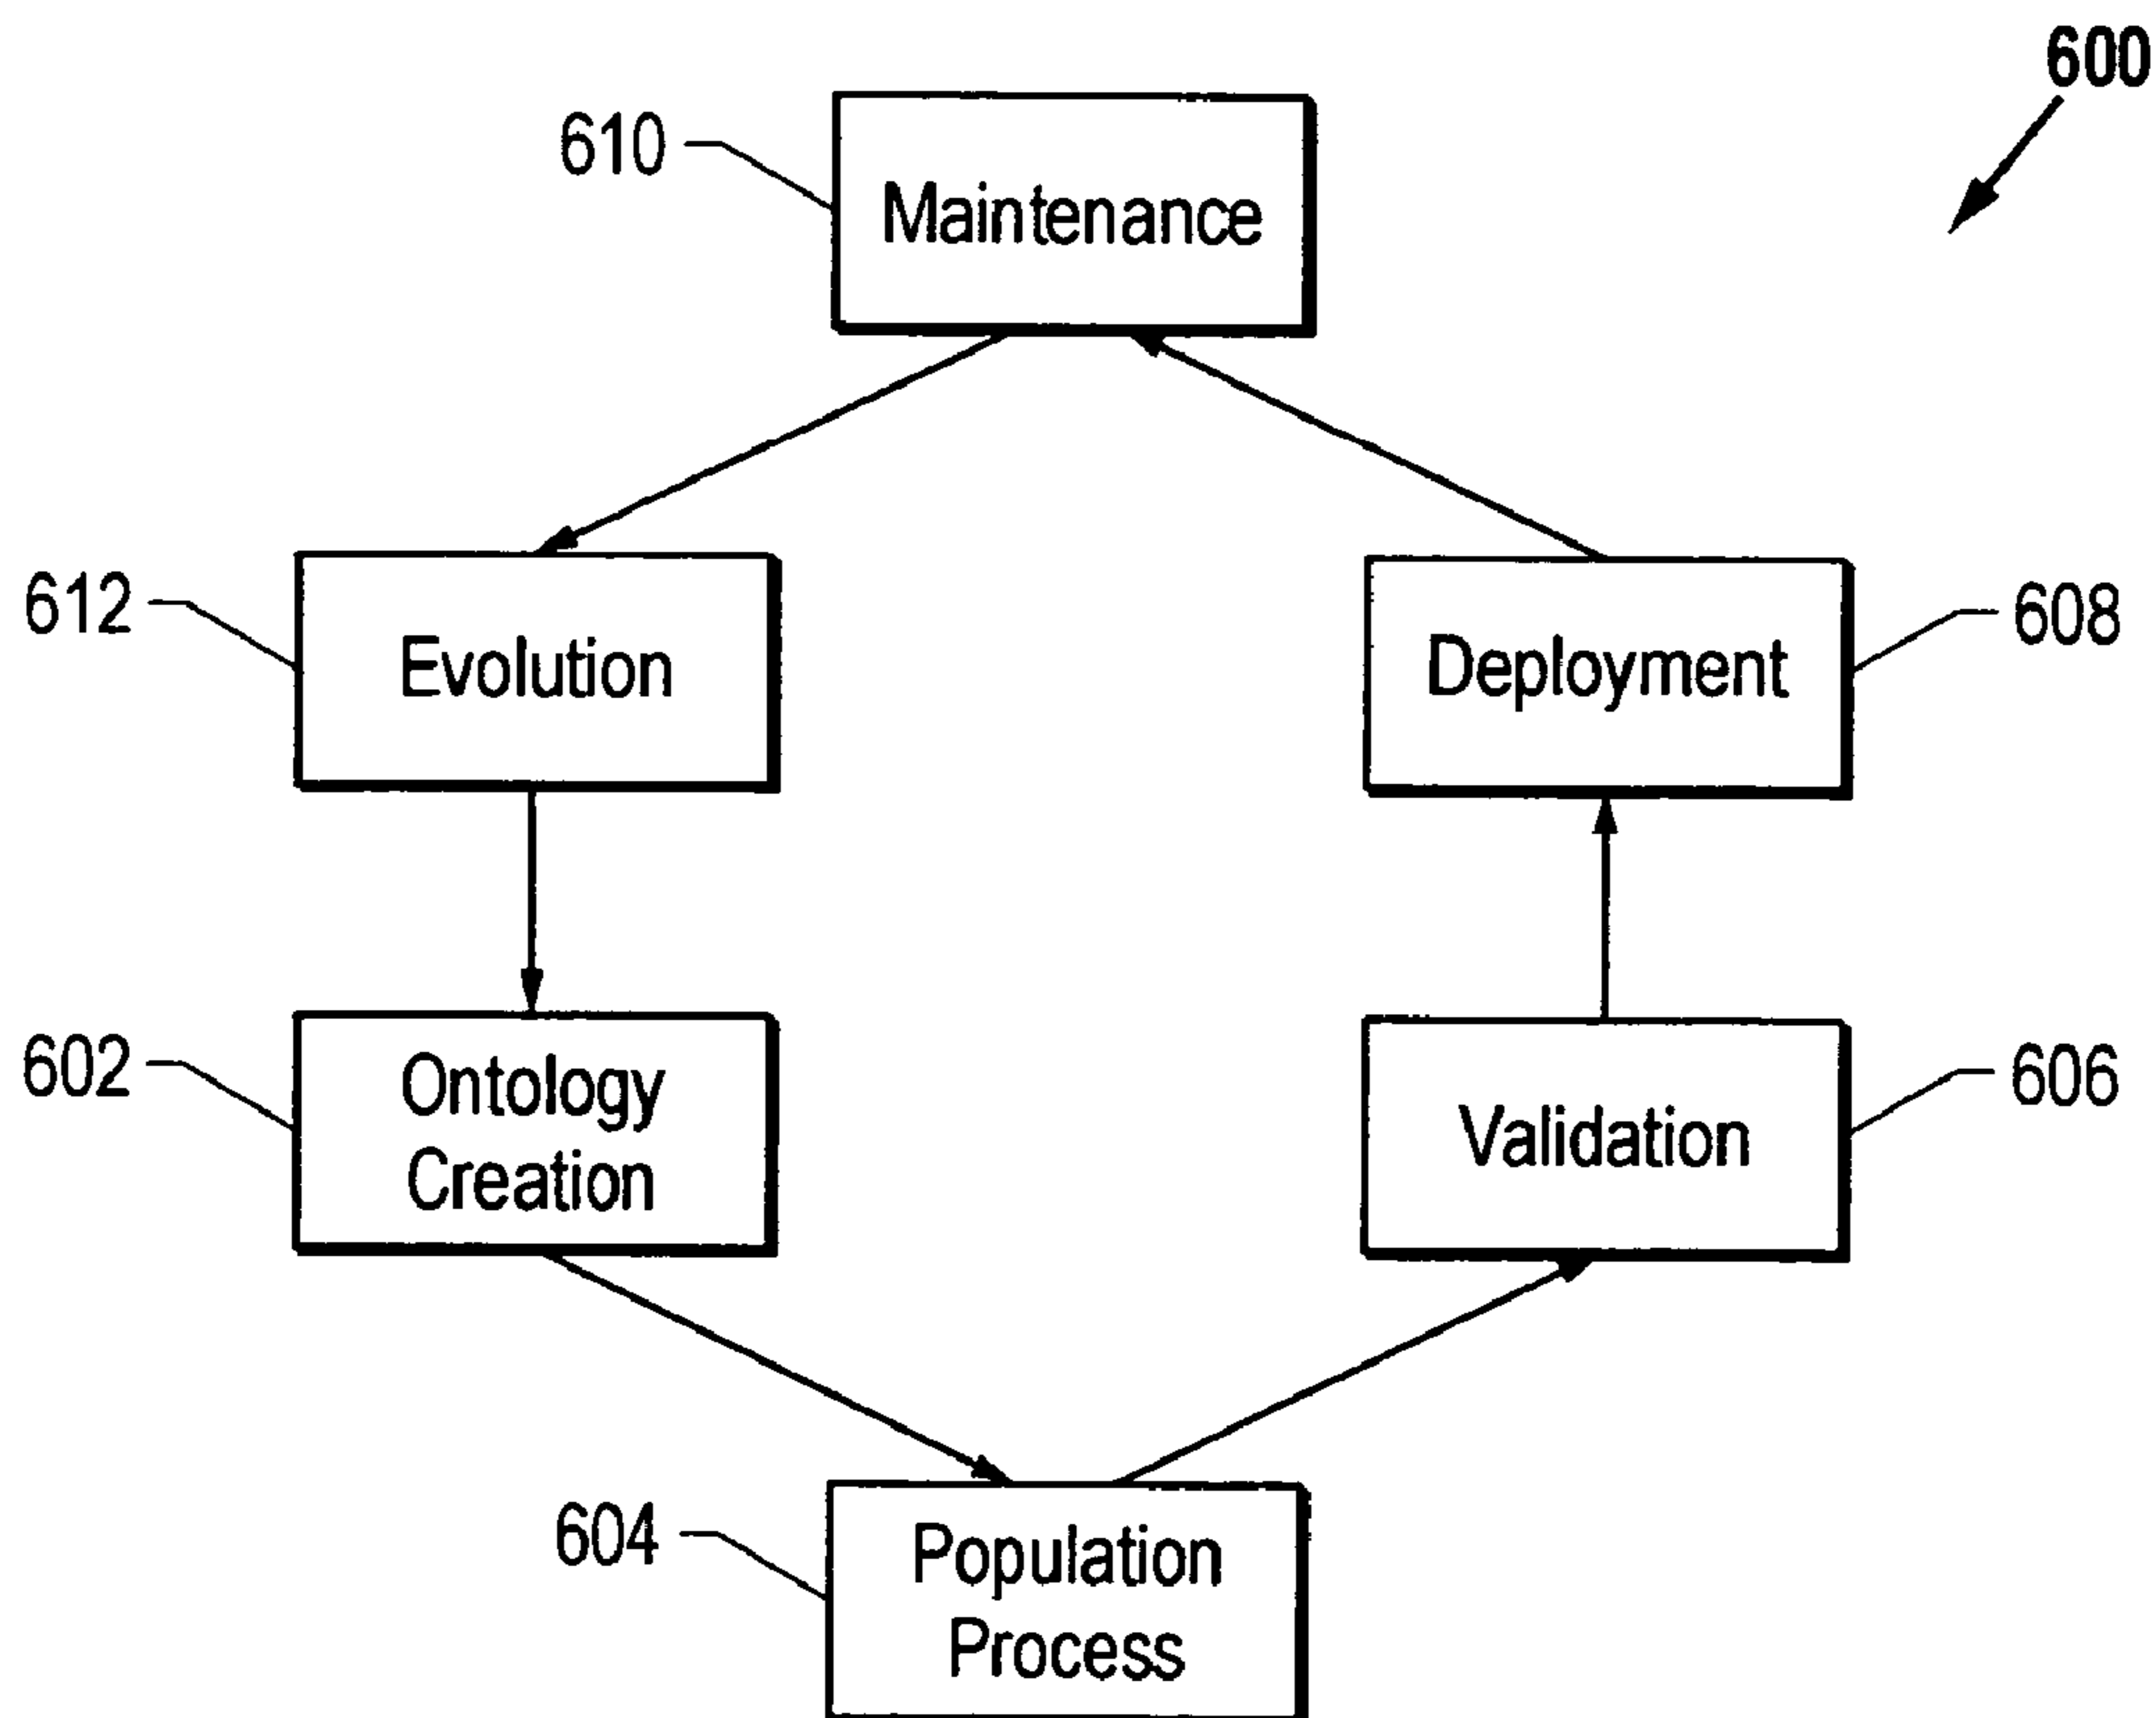 600
610
Maintenance
612
Evolution
Deployment
608
602
Ontology
Creation
Validation
606
604
Population
Process